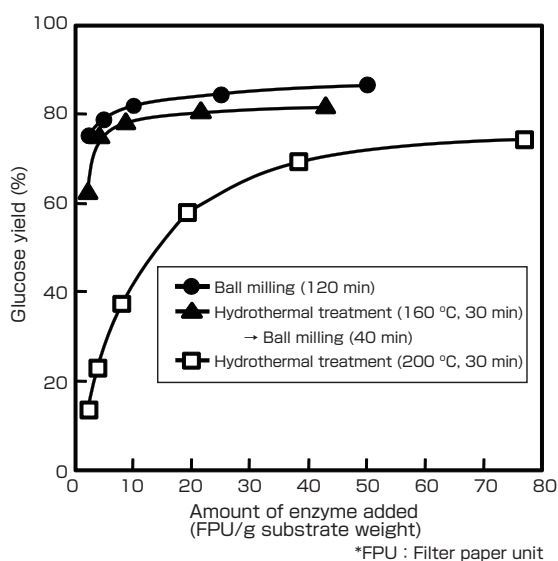 100
80
60
40
20
0
Glucose yield (%)
Ball milling (120 min)
Hydrothermal treatment (160 ºC, 30 min)
→ Ball milling (40 min)
Hydrothermal treatment (200 ºC, 30 min)
0 10 20 30 40 50 60 70 80
Amount of enzyme added
(FPU/g substrate weight)
*FPU : Filter paper unit